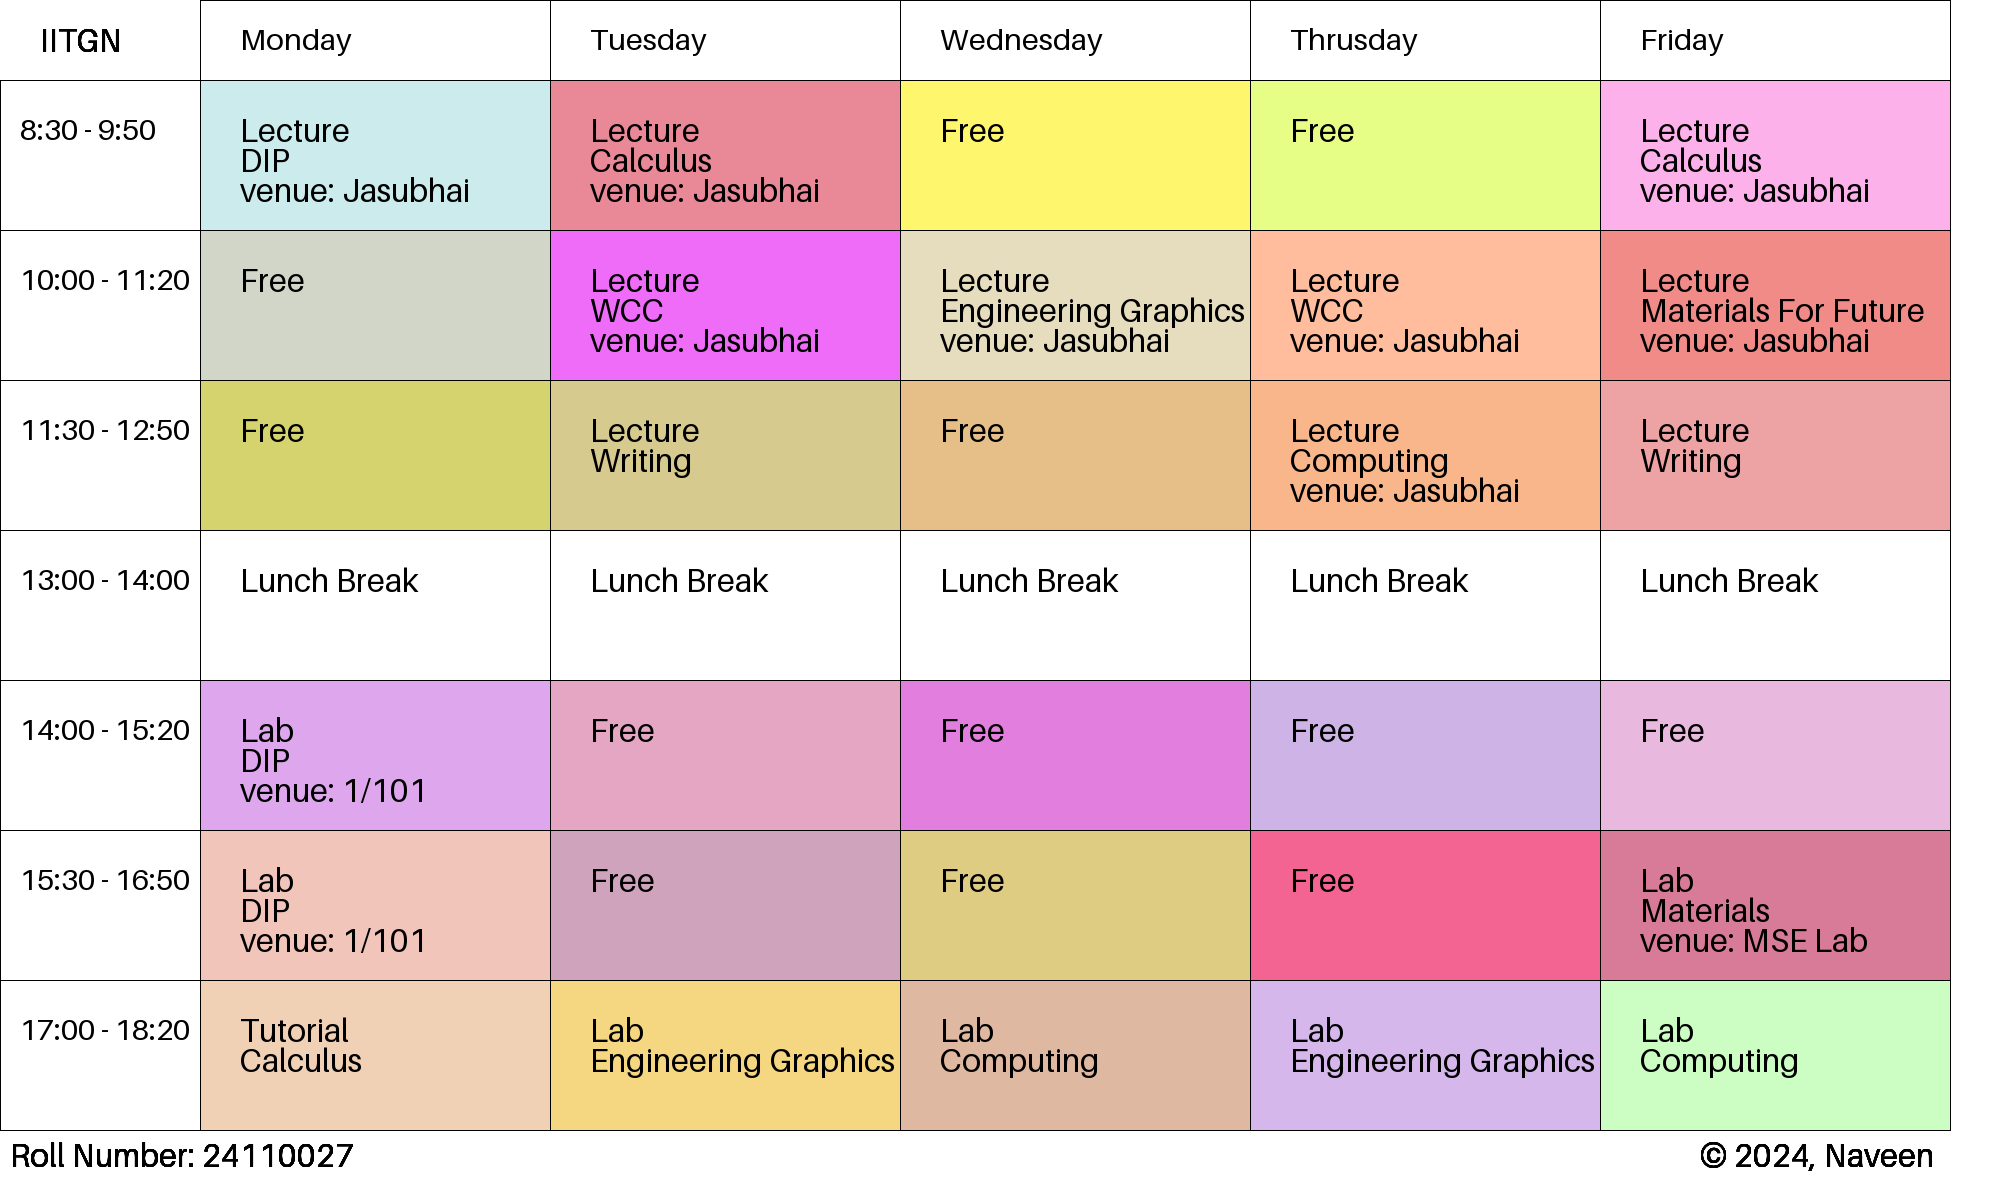 IITGN
Monday
Tuesday
Wednesday
Thrusday
Friday
8:30 - 9:50
Lecture
DIP
venue: Jasubhai
Lecture
Calculus
venue: Jasubhai
Free
Free
Lecture
Calculus
venue: Jasubhai
10:00 - 11:20
Free
Lecture
WCC
venue: Jasubhai
Lecture
Engineering Graphics
venue: Jasubhai
Lecture
WCC
venue: Jasubhai
Lecture
Materials For Future
venue: Jasubhai
11:30 - 12:50
Free
Lecture
Writing
Free
Lecture
Computing
venue: Jasubhai
Lecture
Writing
13:00 - 14:00
Lunch Break
Lunch Break
Lunch Break
Lunch Break
Lunch Break
14:00 - 15:20
Lab
DIP
venue: 1/101
Free
Free
Free
Free
15:30 - 16:50
Lab
DIP
venue: 1/101
Free
Free
Free
Lab
Materials
venue: MSE Lab
17:00 - 18:20
Tutorial
Calculus
Lab
Engineering Graphics
Lab
Computing
Lab
Engineering Graphics
Lab
Computing
Roll Number: 24110027
© 2024, Naveen